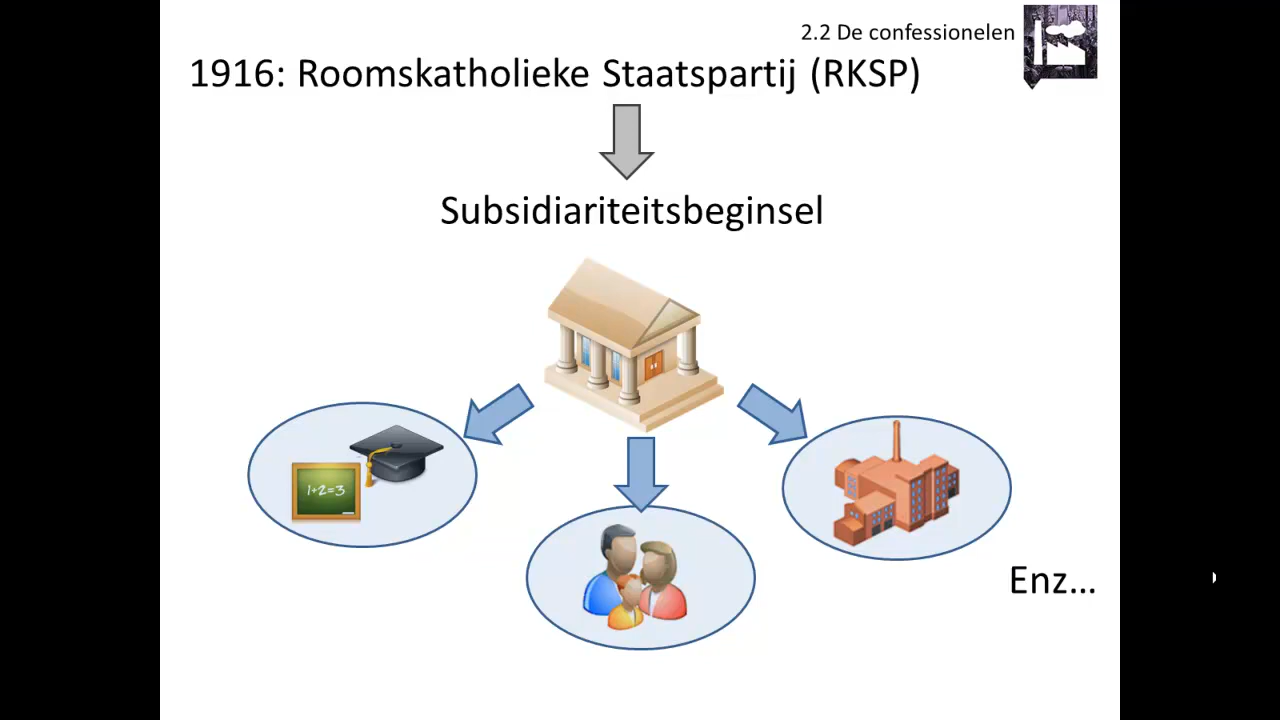 2.2 De confessionelen
1916: Roomskatholieke Staatspartij (RKSP)
Subsidiariteitsbeginsel
1+2=3
Enz...